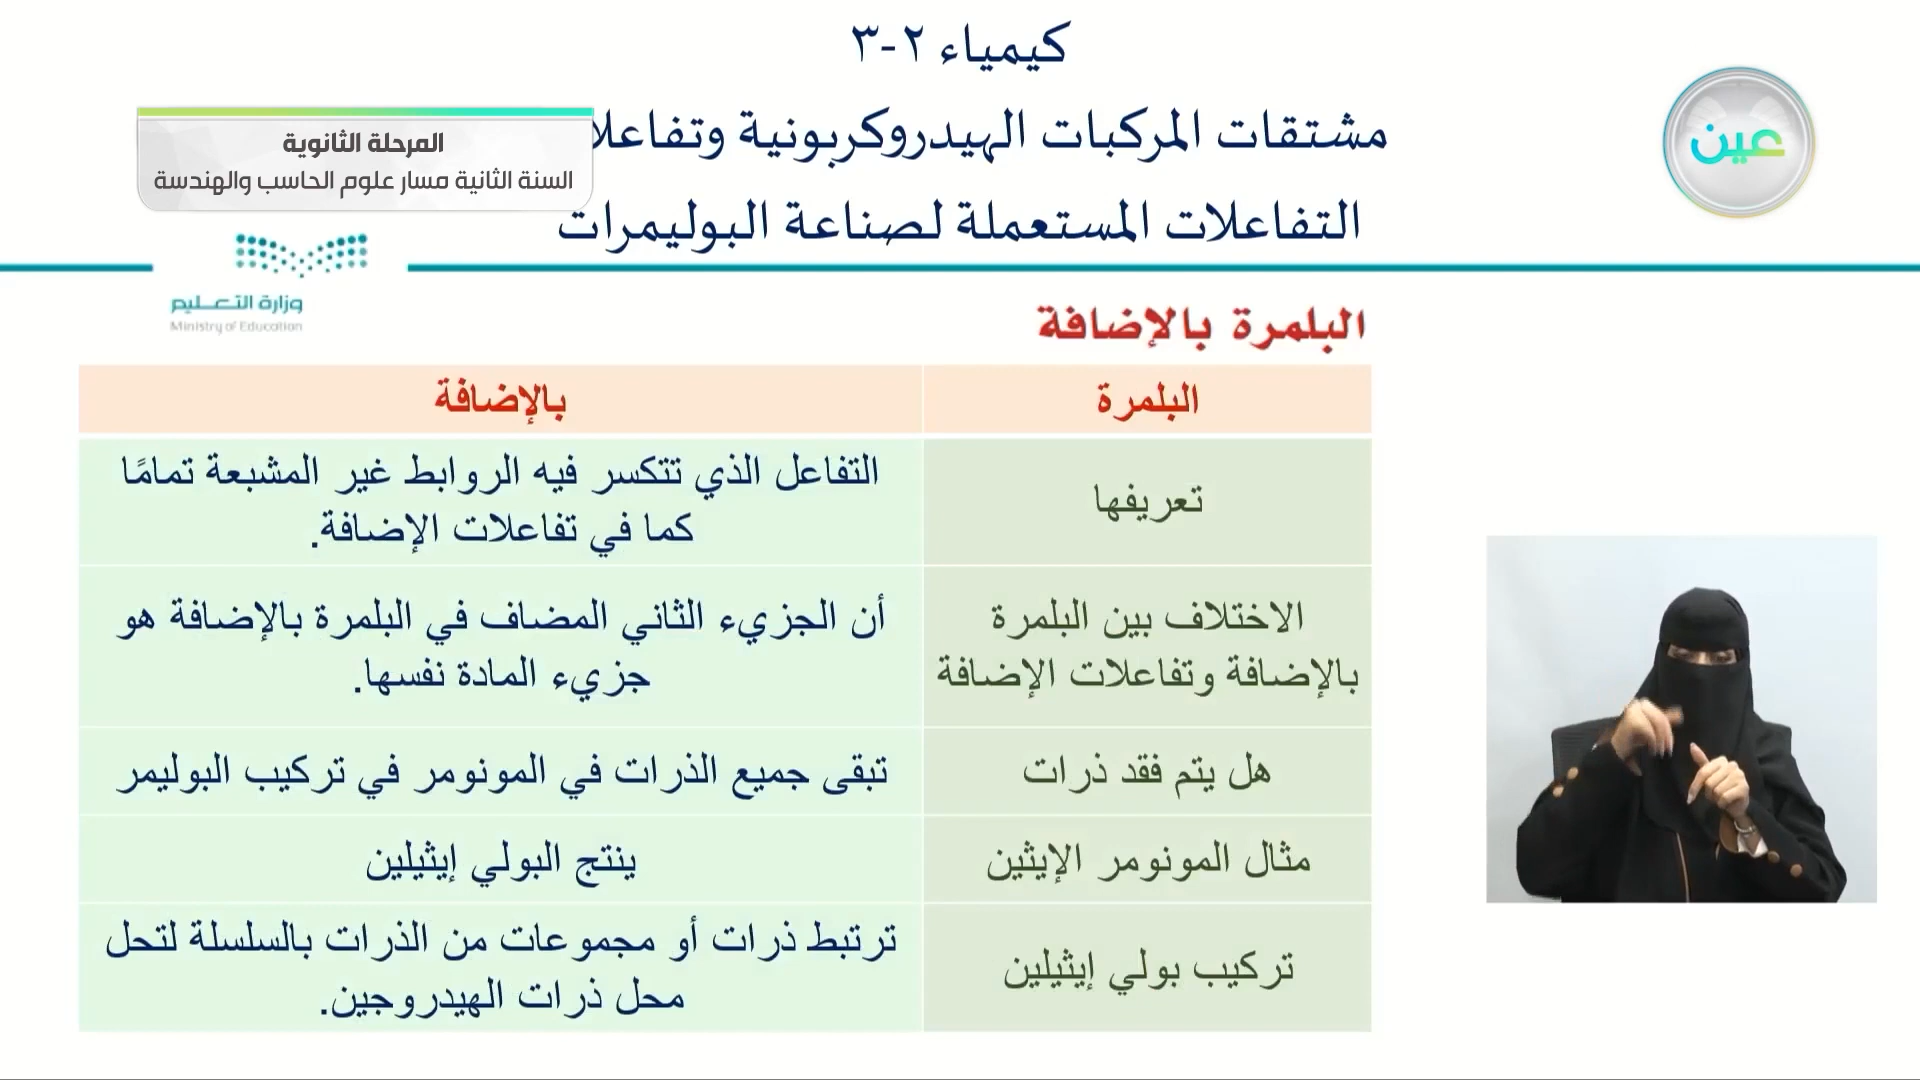 كيمياء ٢-٣
مشتقات المركبات الهيدروكربونية
التفاعلات المستعملة لصناعة البوليمرات
المرحلة الثانوية
السنة الثانية مسار علوم الحاسب والهندسة
عين
وزارة التعليم
Ministry of Education
البلمرة بالإضافة
البلمرة
بالإضافة
تعريفها
التفاعل الذي تتكسر فيه الروابط غير المشبعة تمامًا
كما في تفاعلات الإضافة.
الاختلاف بين البلمرة
بالإضافة وتفاعلات الإضافة
أن الجزيء الثاني المضاف في البلمرة بالإضافة هو
جزيء المادة نفسها.
هل يتم فقد ذرات
تبقى جميع الذرات في المونومر في تركيب البوليمر
مثال المونومر الإيثين
ينتج البولي إيثيلين
تركيب بولي إيثيلين
ترتبط ذرات أو مجموعات من الذرات بالسلسلة لتحل
محل ذرات الهيدروجين.